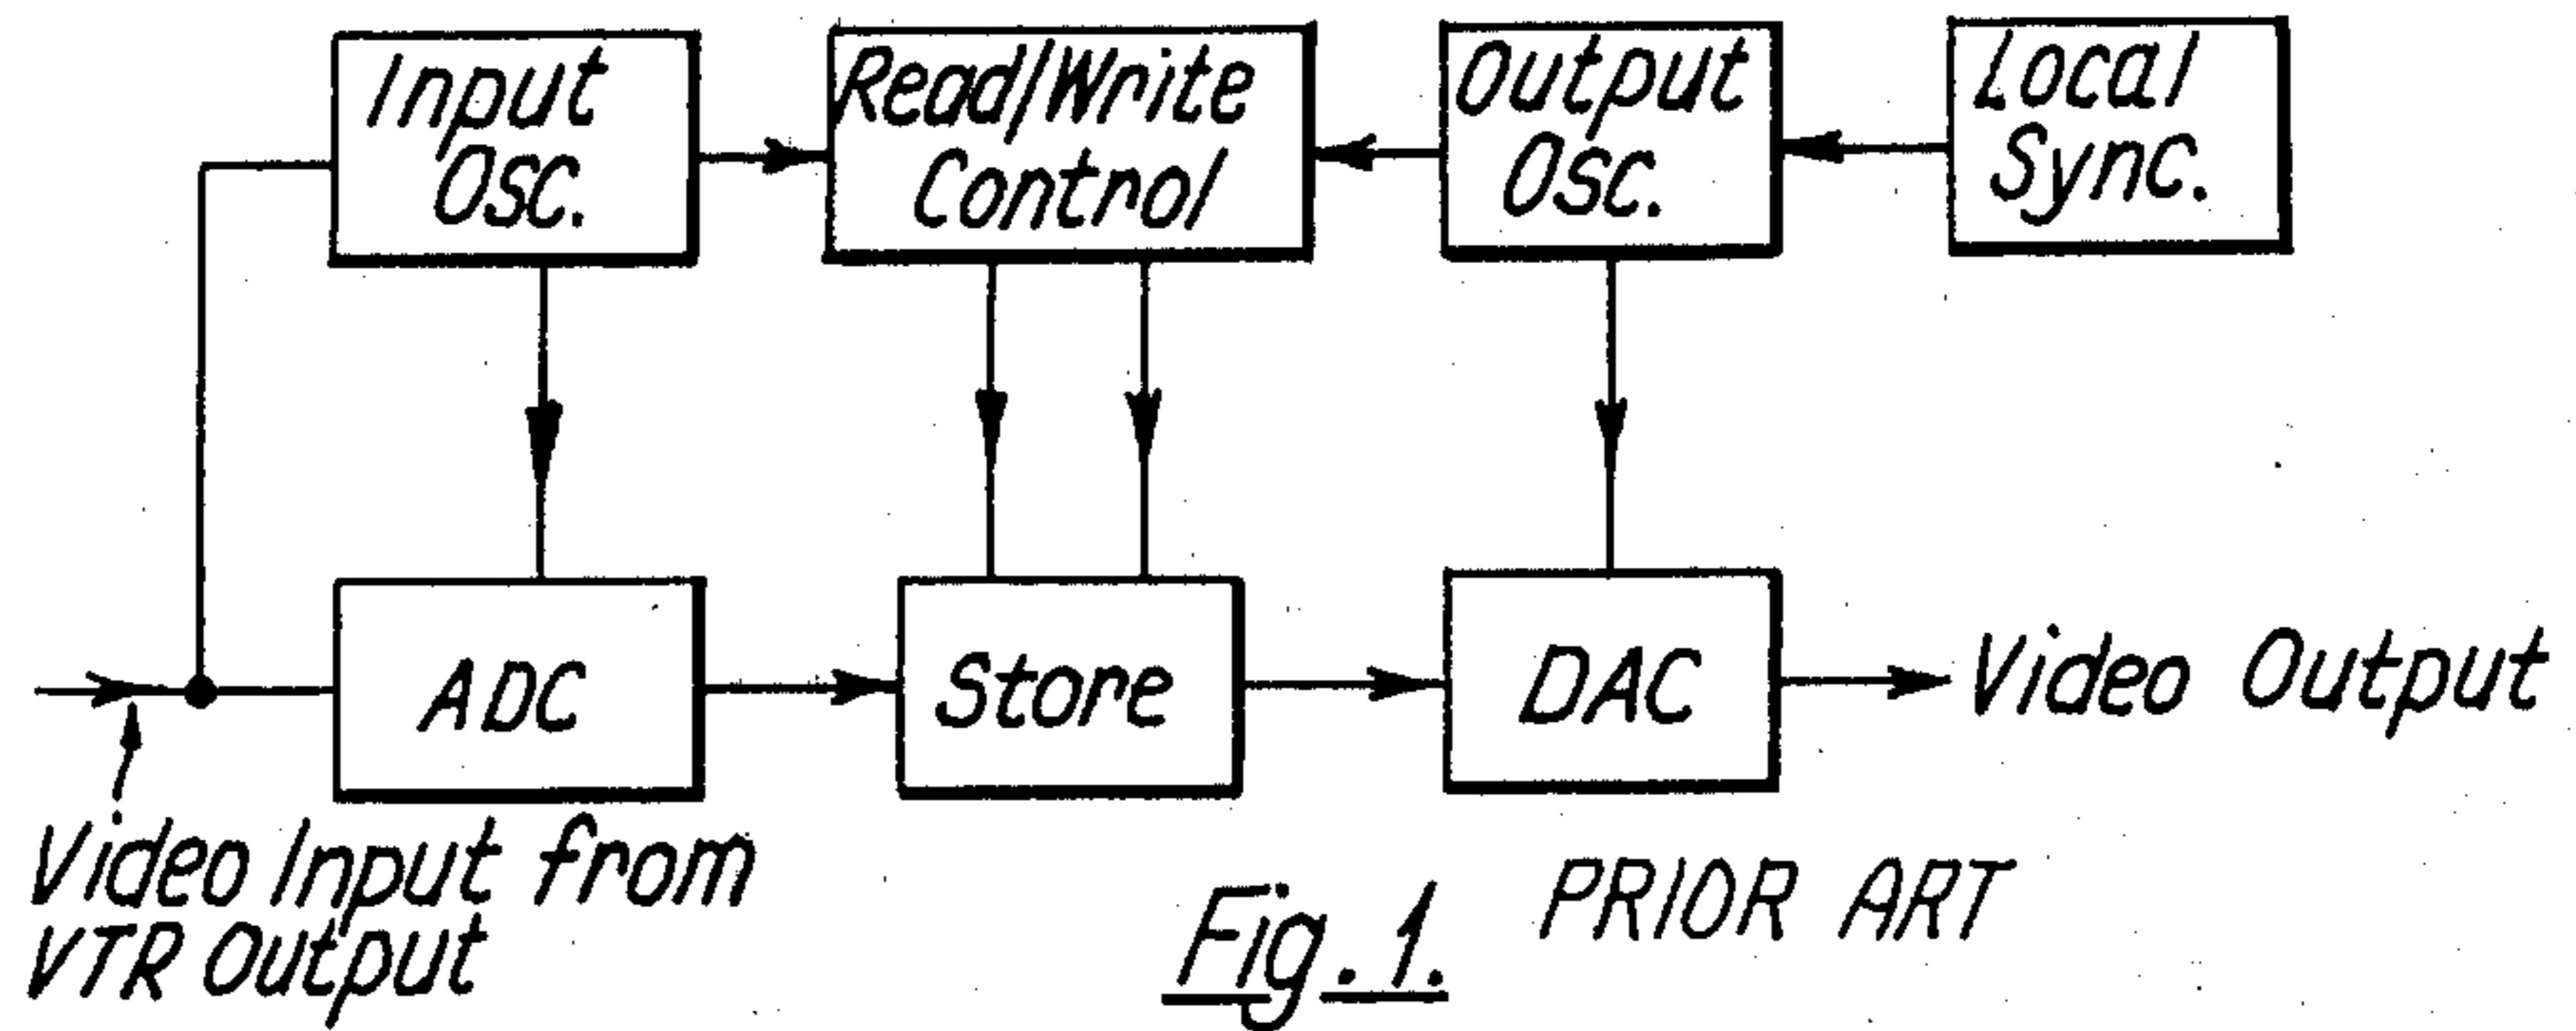 Input
Osc.
Read/Write
Control
Output
Osc.
Local
Sync.
ADC
Store
DAC
Video Output
Video Input from
VTR Output
Fig. 1.
PRIOR ART